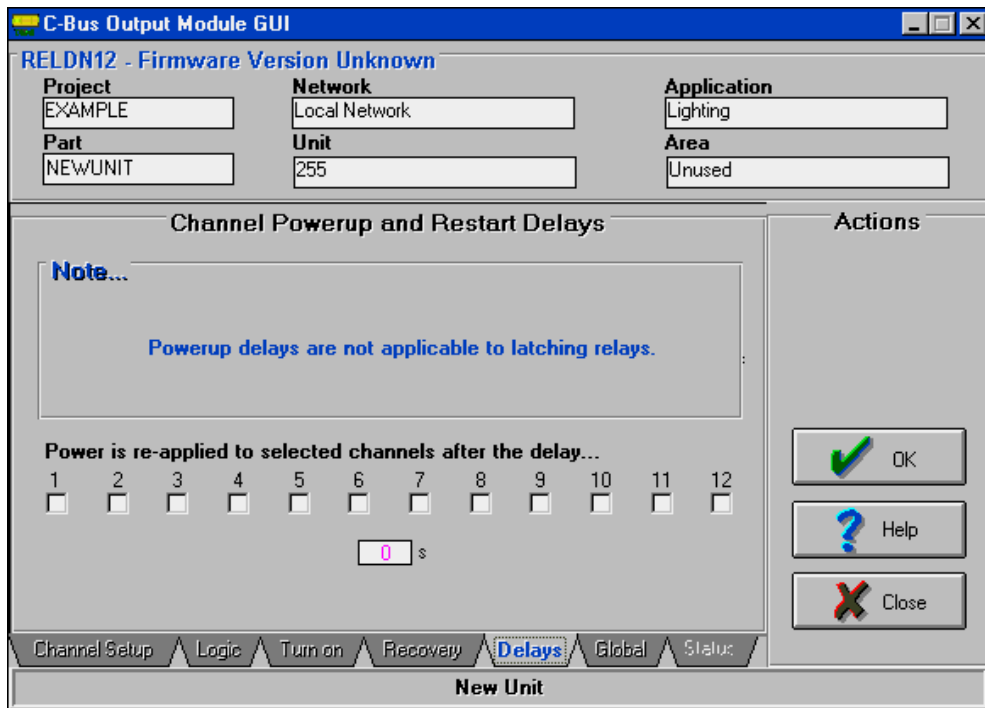 C-Bus Output Module GUI
RELDN12 - Firmware Version Unknown
Project Network Application
EXAMPLE Local Network Lighting
Part Unit Area
NEWUNIT 255 Unused
Channel Powerup and Restart Delays
Actions
Note...
Powerup delays are not applicable to latching relays.
Power is re-applied to selected channels after the delay...
1 2 3 4 5 6 7 8 9 10 11 12
0 s
OK
Help
Close
Channel Setup Logic Turn on Recovery Delays Global Status
New Unit